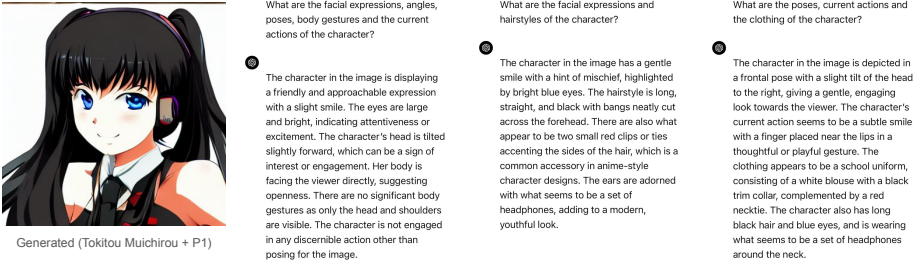 What are the facial expressions, angles,
poses, body gestures and the current
actions of the character?
The character in the image is displaying
a friendly and approachable expression
with a slight smile. The eyes are large
and bright, indicating attentiveness or
excitement. The character's head is tilted
slightly forward, which can be a sign of
interest or engagement. Her body is
facing the viewer directly, suggesting
openness. There are no significant body
gestures as only the head and shoulders
are visible. The character is not engaged
in any discernible action other than
posing for the image.
What are the facial expressions and
hairstyles of the character?
The character in the image has a gentle
smile with a hint of mischief, highlighted
by bright blue eyes. The hairstyle is long,
straight, and black with bangs neatly cut
across the forehead. There are also what
appear to be two small red clips or ties
accenting the sides of the hair, which is a
common accessory in anime-style
character designs. The ears are adorned
with what seems to be a set of
headphones, adding to a modern,
youthful look.
What are the poses, current actions and
the clothing of the character?
The character in the image is depicted in
a frontal pose with a slight tilt of the head
to the right, giving a gentle, engaging
look towards the viewer. The character's
current action seems to be a subtle smile
with a finger placed near the lips in a
thoughtful or playful gesture. The
clothing appears to be a school uniform,
consisting of a white blouse with a black
trim collar, complemented by a red
necktie. The character also has long
black hair and blue eyes, and is wearing
what seems to be a set of headphones
around the neck.
Generated (Tokitou Muichirou + P1)